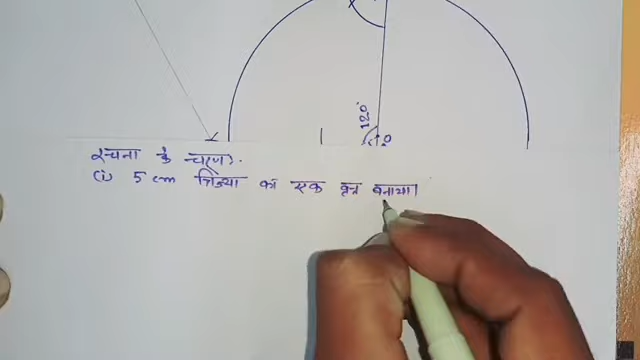 120°
रचना के चरण:
(i) 5 cm त्रिज्या का एक वृत्त बनाया।